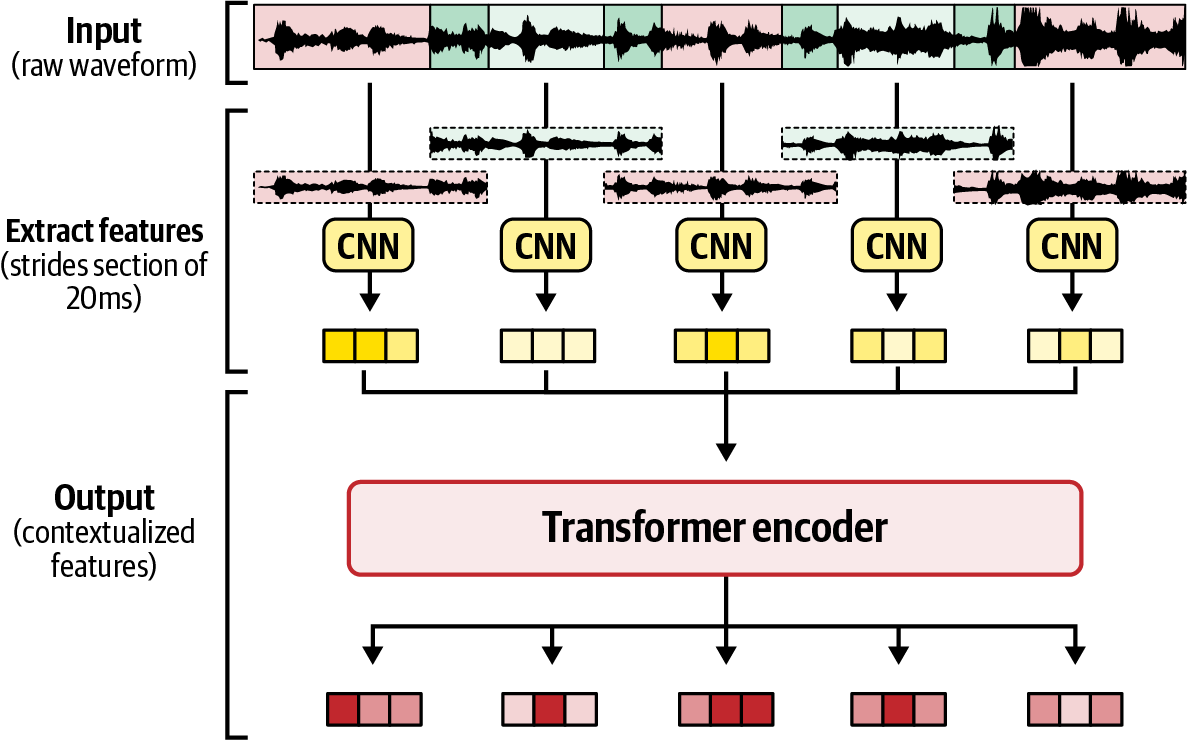 Input
(raw waveform)
Extract features
(strides section of
20ms)
CNN CNN CNN CNN CNN
Output
(contextualized
features)
Transformer encoder